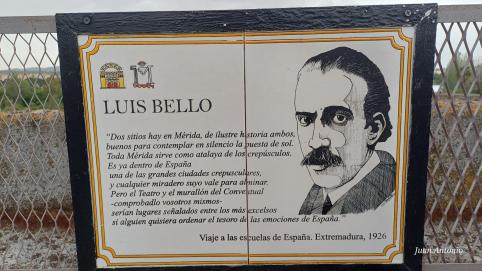 LUIS BELLO
“Dos sitios hay en Mérida, de ilustre historia ambos,
buenos para contemplar en silencio la puesta de sol.
Toda Mérida sirve como atalaya de los crepúsculos.
Es ya dentro de España
una de las grandes ciudades crepusculares,
y cualquier miradero suyo vale para alminar.
Pero el Teatro y el murallón del Conventual
-comprobadlo vosotros mismos-
serían lugares señalados entre los más excelsos
si alguien quisiera ordenar el tesoro de las emociones de España.”
Viaje a las escuelas de España. Extremadura, 1926
Juan Antonio